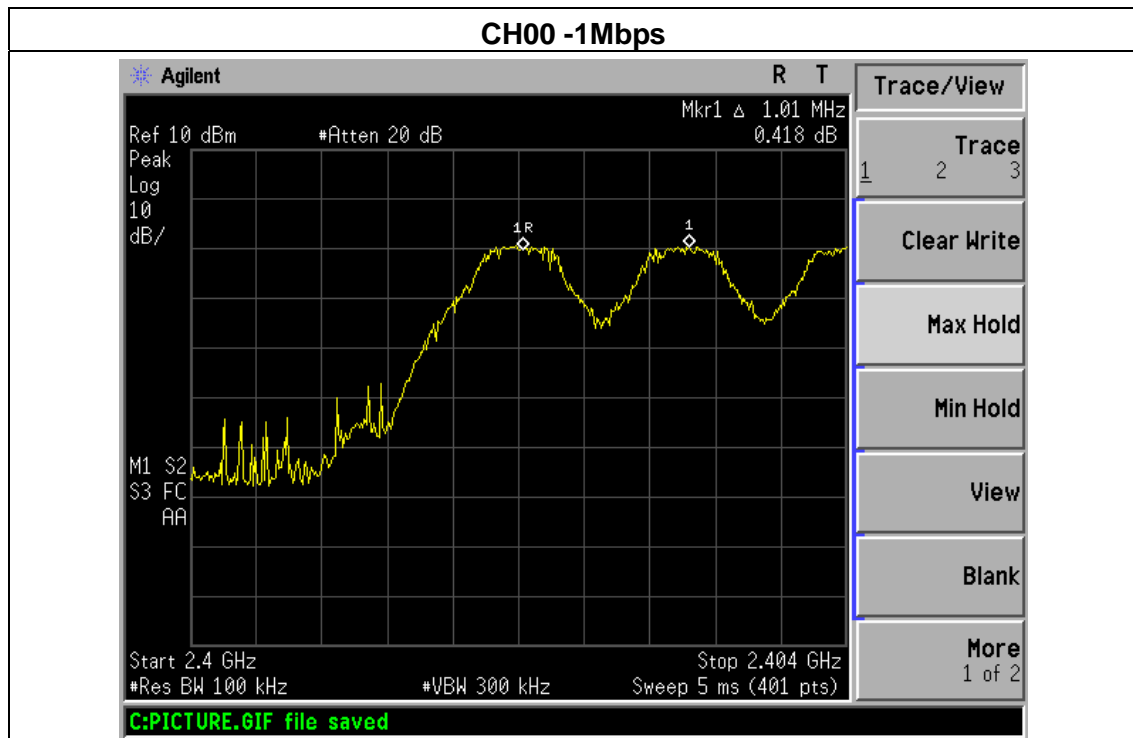 CH00 -1Mbps
Agilent R T
Mkr1 Δ 1.01 MHz
Ref 10 dBm #Atten 20 dB 0.418 dB
Peak
Log
10
dB/
1R
1
M1 S2
S3 FC
AA
Start 2.4 GHz Stop 2.404 GHz
#Res BW 100 kHz #VBW 300 kHz Sweep 5 ms (401 pts)
C:PICTURE.GIF file saved
Trace/View
Trace
1 2 3
Clear Write
Max Hold
Min Hold
View
Blank
More
1 of 2